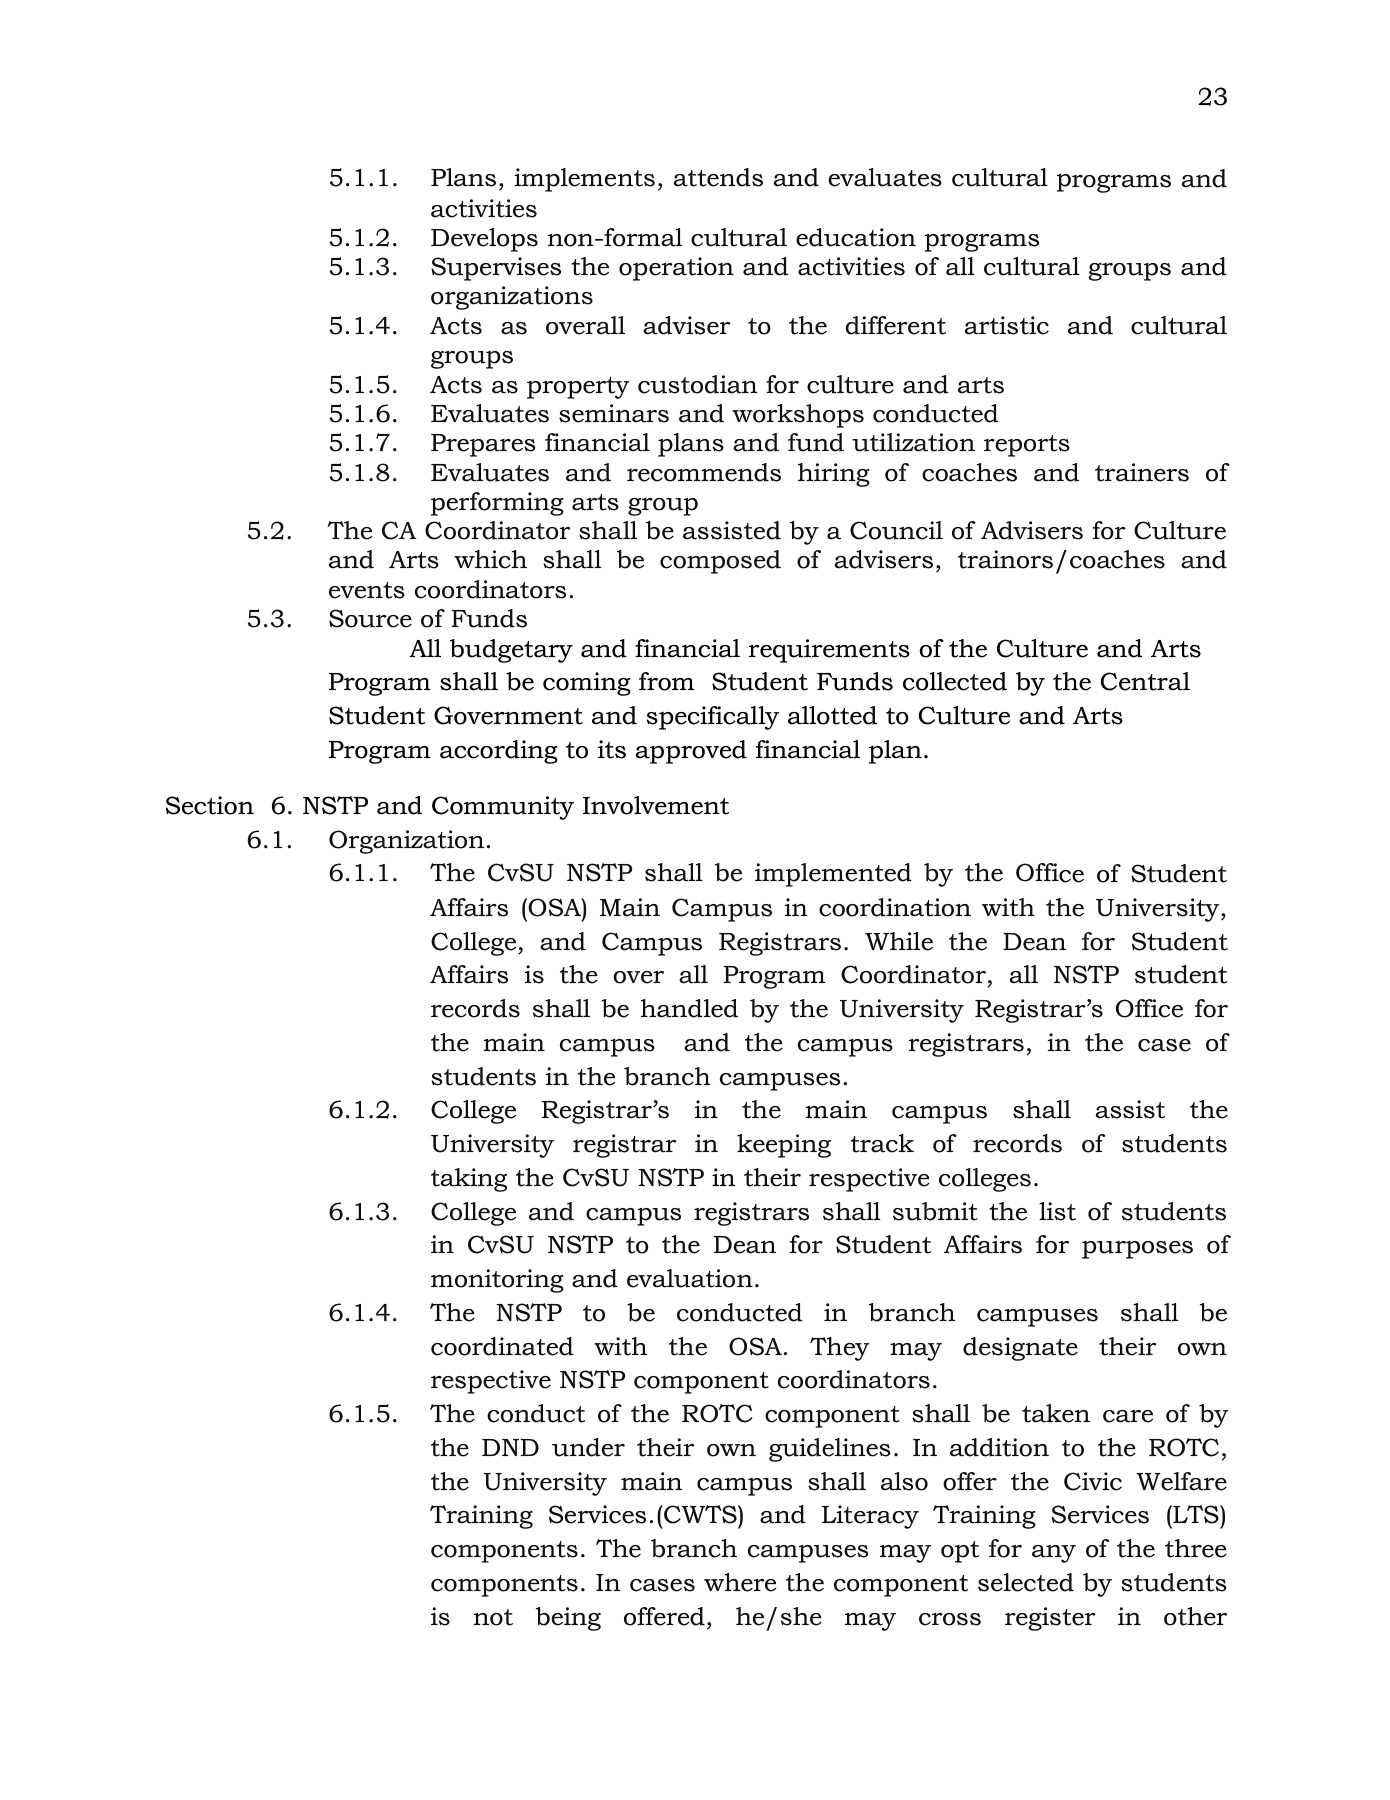 23
5.1.1. Plans, implements, attends and evaluates cultural programs and
activities
5.1.2. Develops non-formal cultural education programs
5.1.3. Supervises the operation and activities of all cultural groups and
organizations
5.1.4. Acts as overall adviser to the different artistic and cultural
groups
5.1.5. Acts as property custodian for culture and arts
5.1.6. Evaluates seminars and workshops conducted
5.1.7. Prepares financial plans and fund utilization reports
5.1.8. Evaluates and recommends hiring of coaches and trainers of
performing arts group
5.2. The CA Coordinator shall be assisted by a Council of Advisers for Culture
and Arts which shall be composed of advisers, trainors/coaches and
events coordinators.
5.3. Source of Funds
All budgetary and financial requirements of the Culture and Arts
Program shall be coming from Student Funds collected by the Central
Student Government and specifically allotted to Culture and Arts
Program according to its approved financial plan.
Section 6. NSTP and Community Involvement
6.1. Organization.
6.1.1. The CvSU NSTP shall be implemented by the Office of Student
Affairs (OSA) Main Campus in coordination with the University,
College, and Campus Registrars. While the Dean for Student
Affairs is the over all Program Coordinator, all NSTP student
records shall be handled by the University Registrar’s Office for
the main campus and the campus registrars, in the case of
students in the branch campuses.
6.1.2. College Registrar’s in the main campus shall assist the
University registrar in keeping track of records of students
taking the CvSU NSTP in their respective colleges.
6.1.3. College and campus registrars shall submit the list of students
in CvSU NSTP to the Dean for Student Affairs for purposes of
monitoring and evaluation.
6.1.4. The NSTP to be conducted in branch campuses shall be
coordinated with the OSA. They may designate their own
respective NSTP component coordinators.
6.1.5. The conduct of the ROTC component shall be taken care of by
the DND under their own guidelines. In addition to the ROTC,
the University main campus shall also offer the Civic Welfare
Training Services.(CWTS) and Literacy Training Services (LTS)
components. The branch campuses may opt for any of the three
components. In cases where the component selected by students
is not being offered, he/she may cross register in other